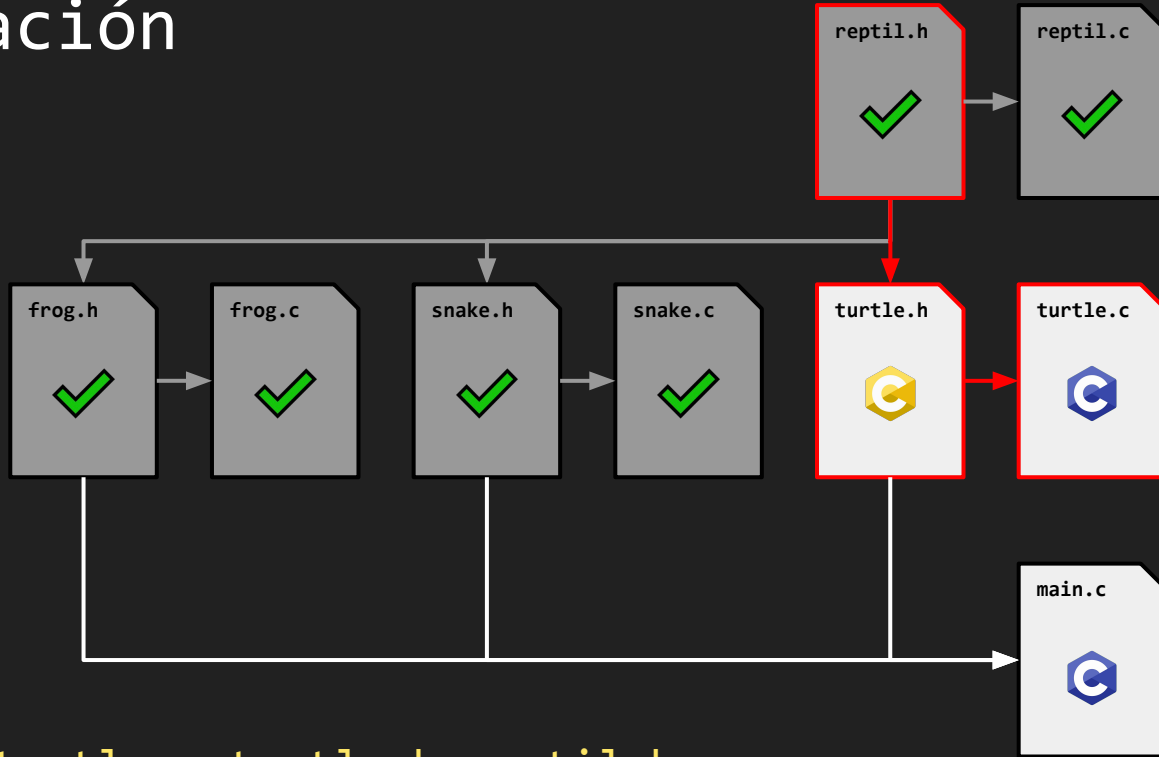 ación
reptil.h
reptil.c
frog.h
frog.c
snake.h
snake.c
turtle.h
turtle.c
main.c